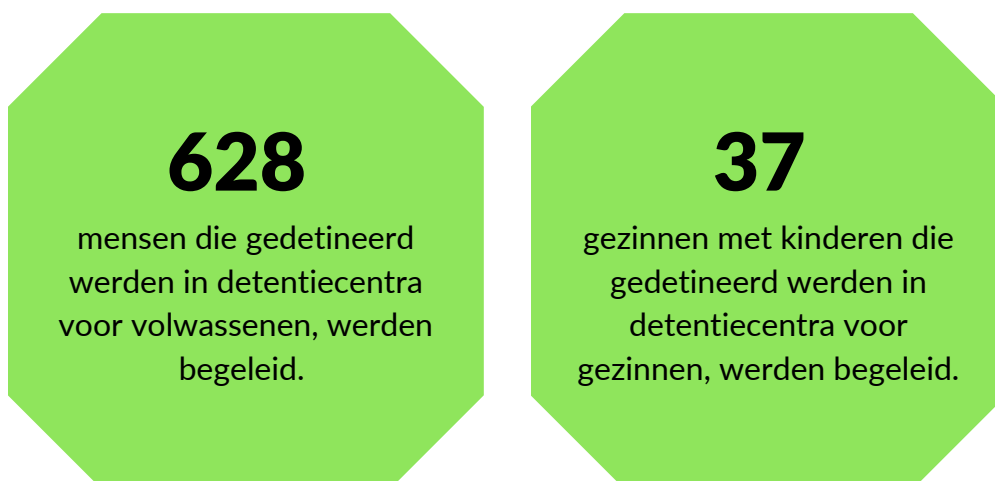 628
mensen die gedetineerd
werden in detentiecentra
voor volwassenen, werden
begeleid.
37
gezinnen met kinderen die
gedetineerd werden in
detentiecentra voor
gezinnen, werden begeleid.